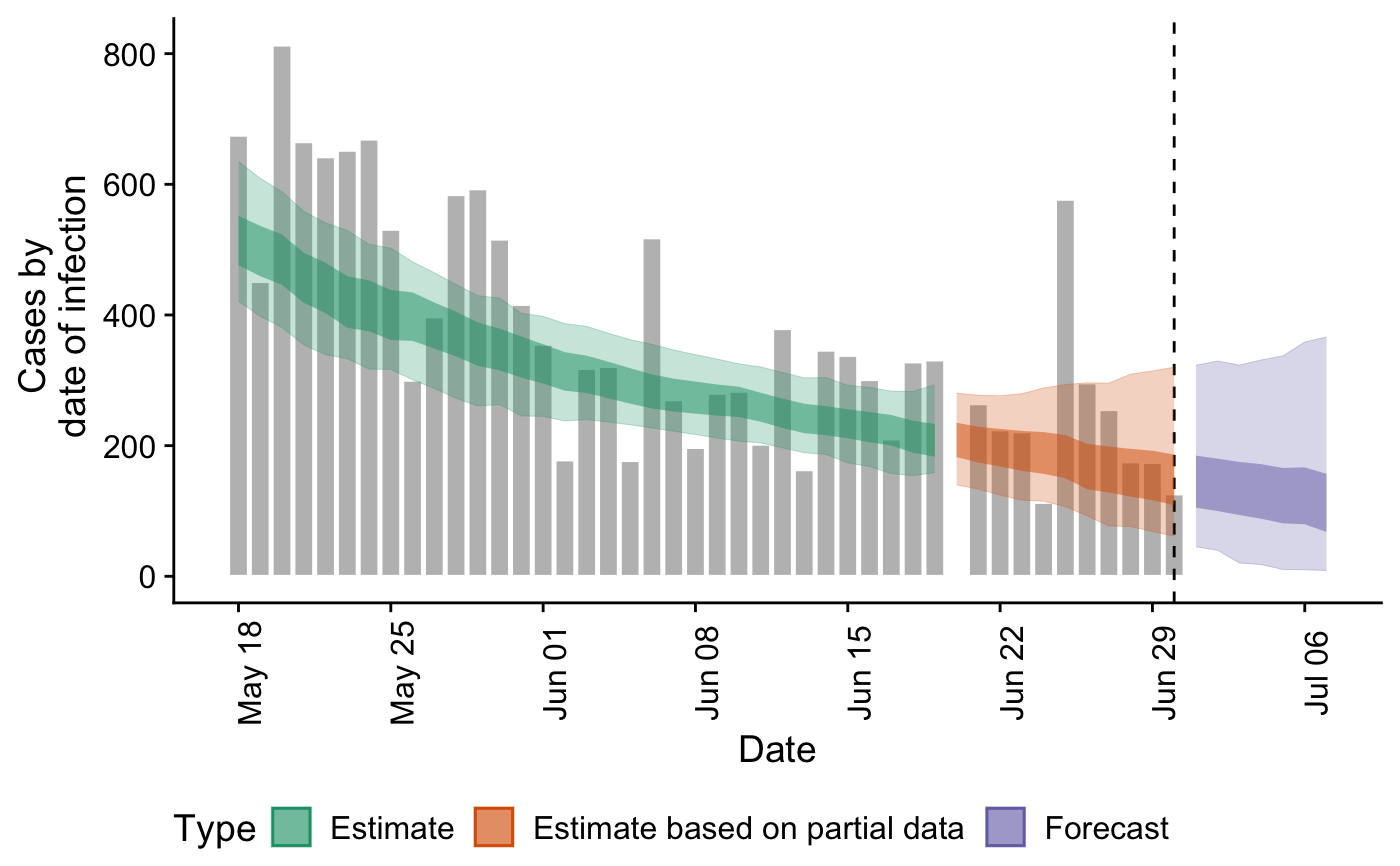 Cases by
date of infection
800
600
400
200
0
May 18
May 25
Jun 01
Jun 08
Jun 15
Jun 22
Jun 29
Jul 06
Date
Type Estimate Estimate based on partial data Forecast